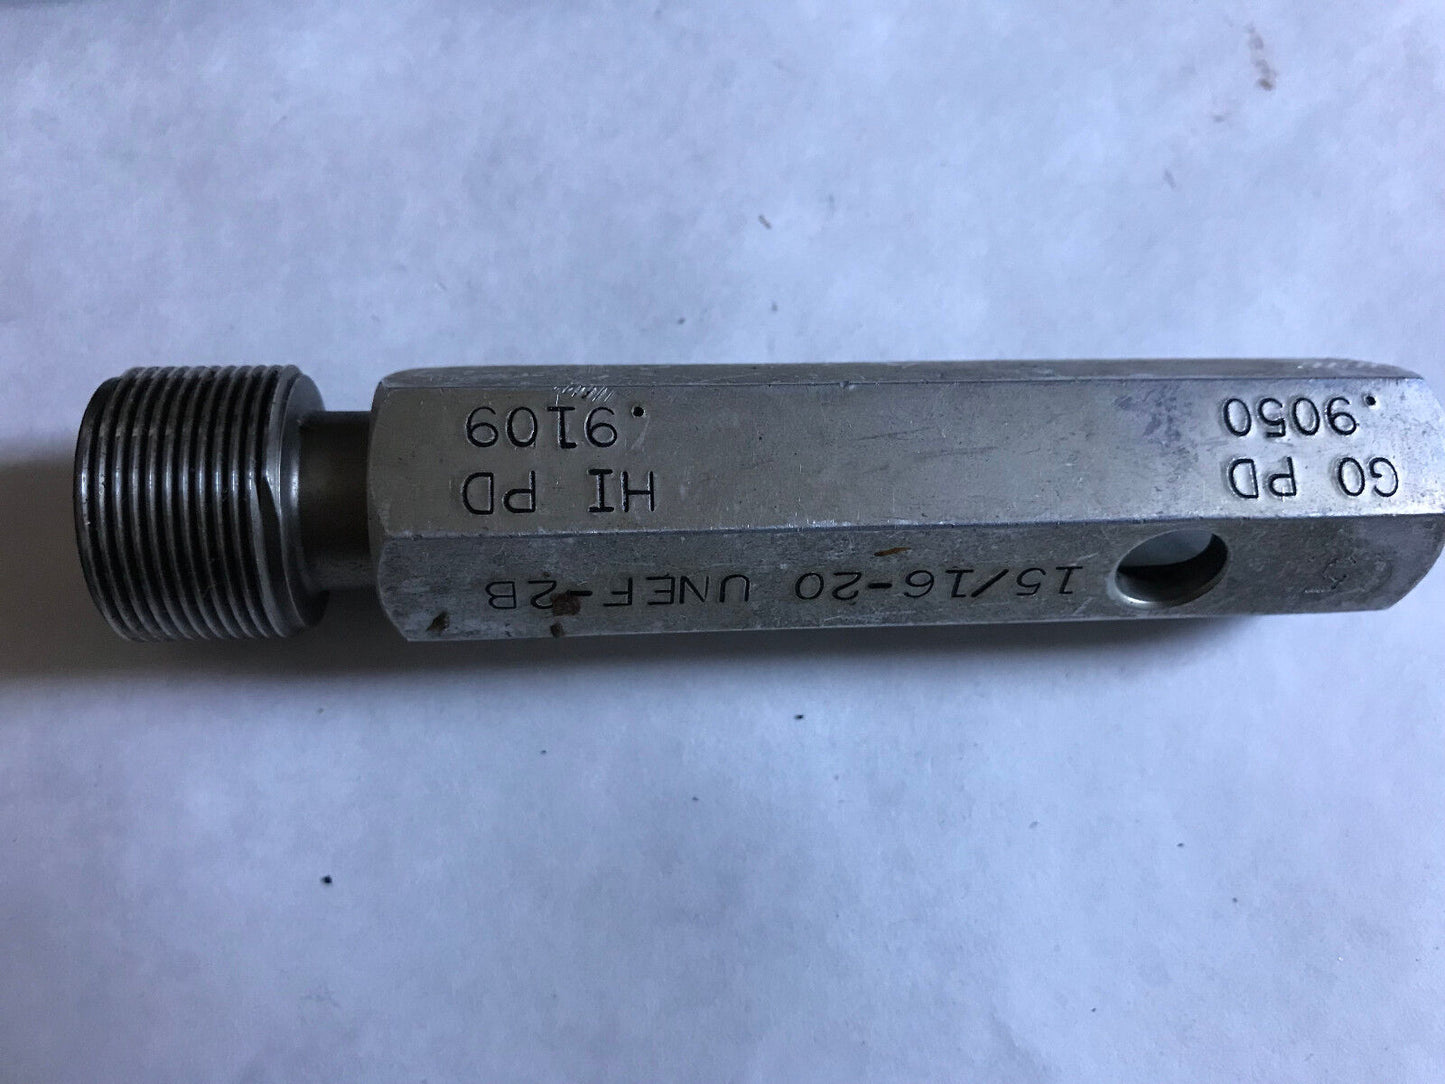 15/16-20 UNEF-2B
GO PD
.9050
HI PD
.9109